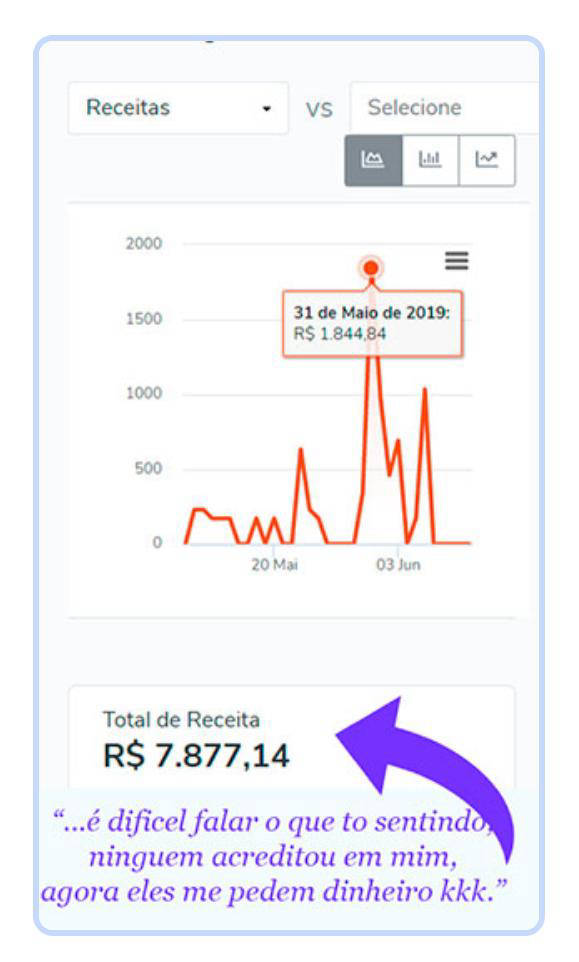 Receitas
vs
Selecione
2000
1500
1000
500
0
31 de Maio de 2019:
R$ 1.844,84
20 Mai
03 Jun
Total de Receita
R$ 7.877,14
“...é dificel falar o que to sentindo,
ninguem acreditou em mim,
agora eles me pedem dinheiro kkk.”